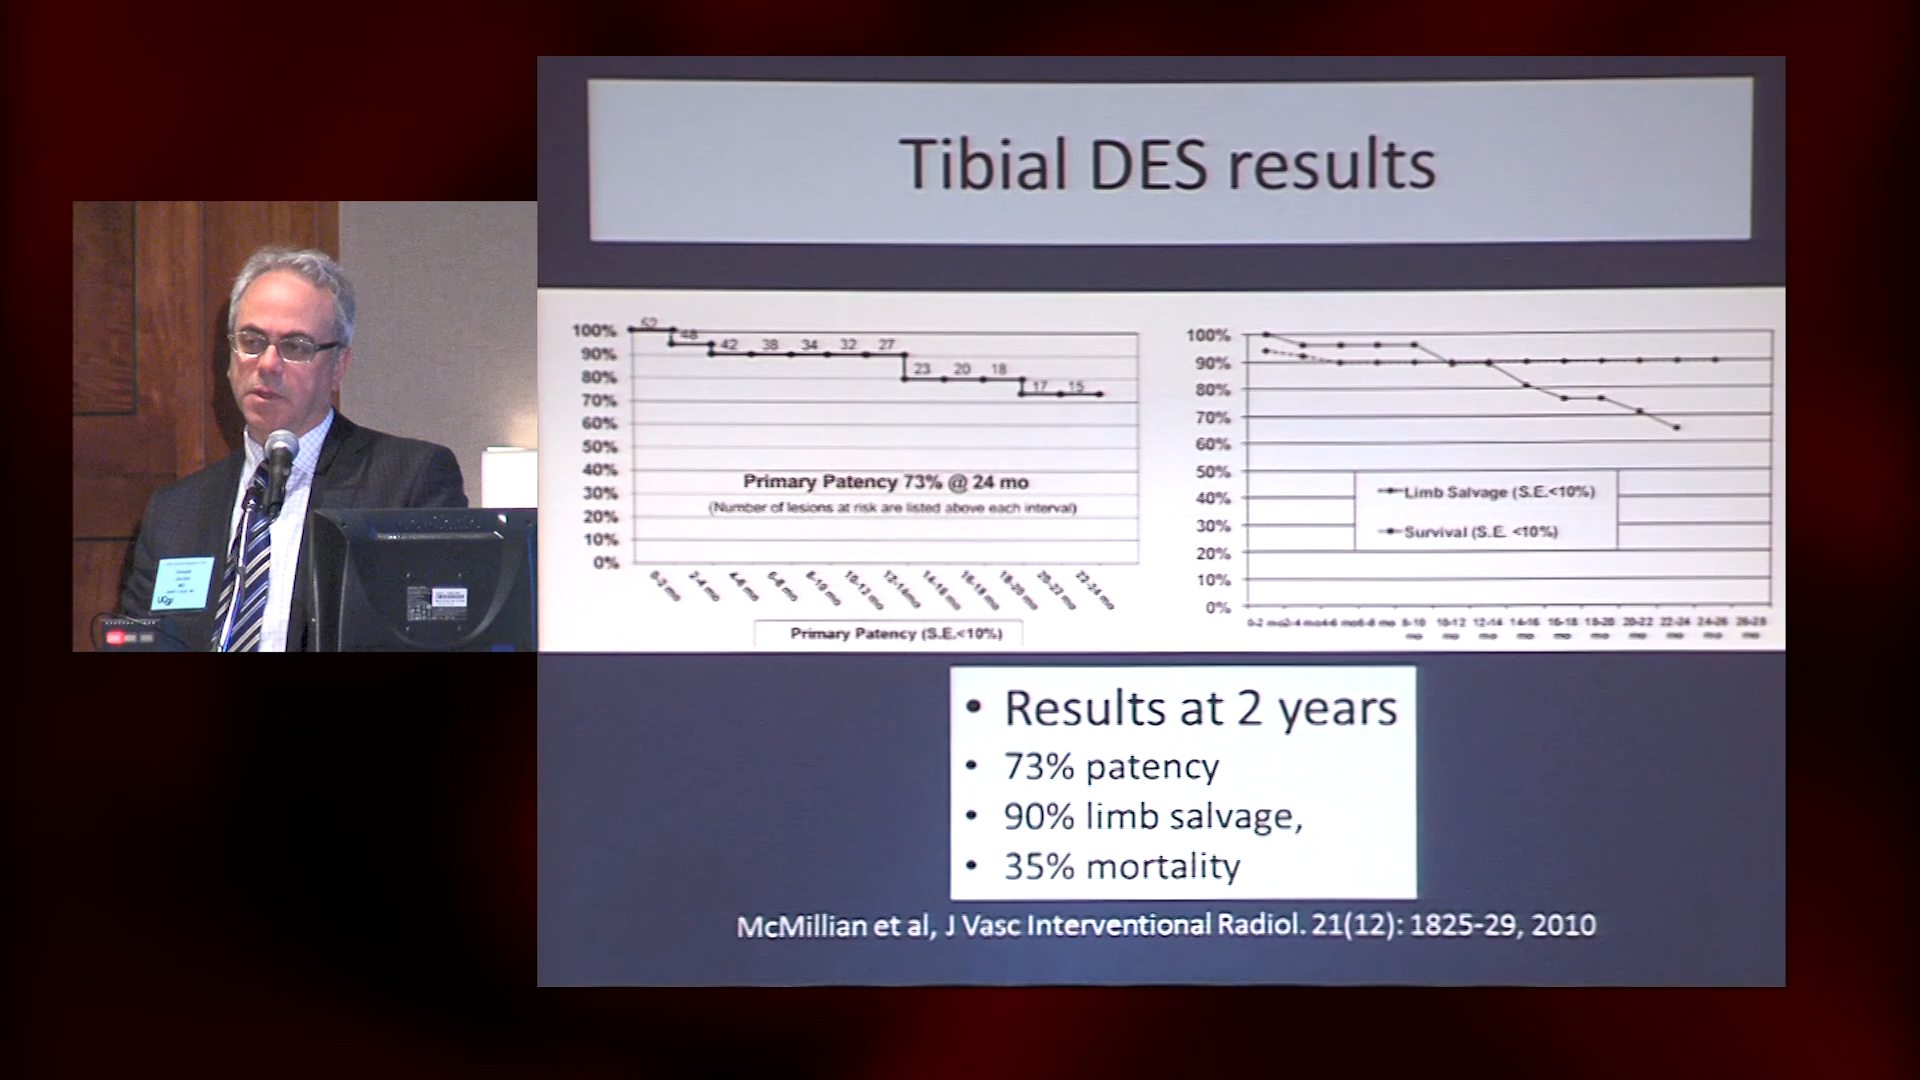 Tibial DES results
100%
90%
80%
70%
60%
50%
40%
30%
20%
10%
0%
52
48
42
38
34
32
27
23
20
18
17
15
Primary Patency 73% @ 24 mo
(Number of lesions at risk are listed above each interval)
0-2 mo
2-4 mo
4-6 mo
6-8 mo
8-10 mo
10-12 mo
12-14mo
14-16 mo
16-18 mo
18-20 mo
20-22 mo
22-24 mo
Primary Patency (S.E.<10%)
100%
90%
80%
70%
60%
50%
40%
30%
20%
10%
0%
Limb Salvage (S.E.<10%)
Survival (S.E. <10%)
0-2 mo 2-4 mo 4-6 mo 6-8 mo 8-10 10-12 12-14 14-16 16-18 18-20 20-22 22-24 24-26 26-28
mo mo mo mo mo mo mo mo mo mo
• Results at 2 years
• 73% patency
• 90% limb salvage,
• 35% mortality
McMillian et al, J Vasc Interventional Radiol. 21(12): 1825-29, 2010